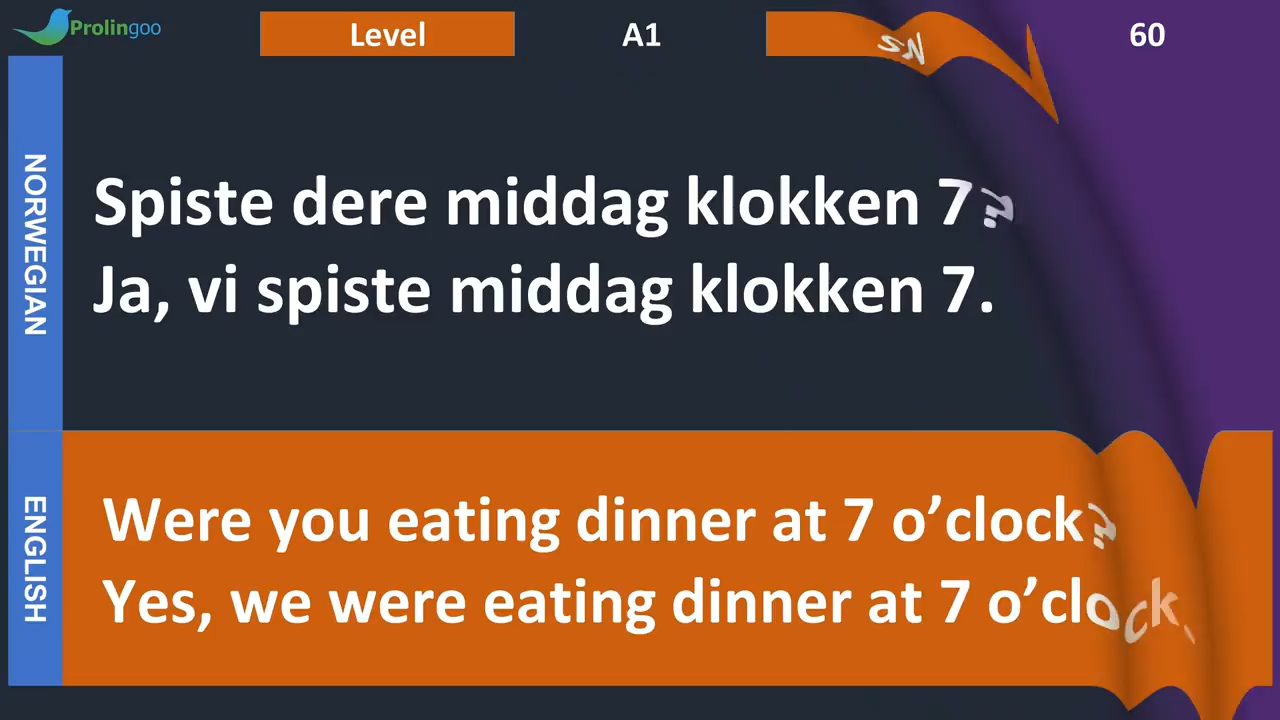 Prolingoo
Level
A1
SN
60
NORWEGIAN
Spiste dere middag klokken 7?
Ja, vi spiste middag klokken 7.
ENGLISH
Were you eating dinner at 7 o’clock?
Yes, we were eating dinner at 7 o’clock.